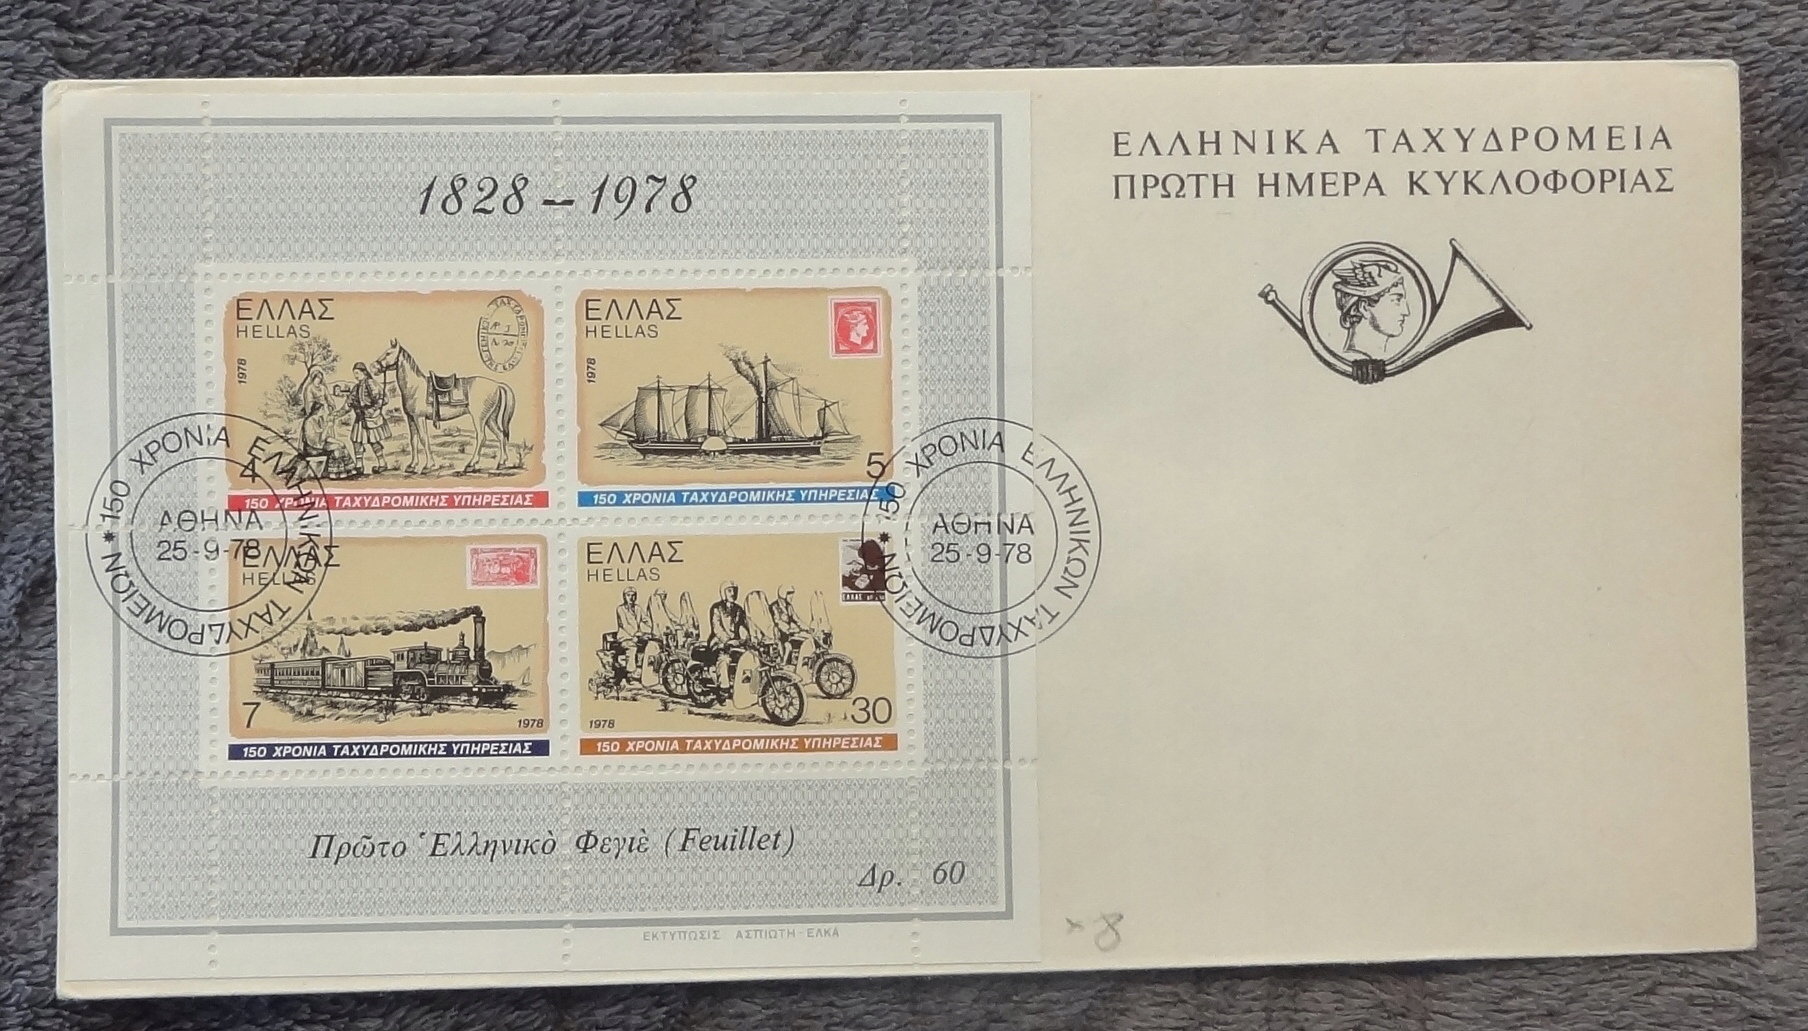 ΕΛΛΗΝΙΚΑ ΤΑΧΥΔΡΟΜΕΙΑ
ΠΡΩΤΗ ΗΜΕΡΑ ΚΥΚΛΟΦΟΡΙΑΣ
1828 – 1978
ΕΛΛΑΣ
HELLAS
1978
4
150 ΧΡΟΝΙΑ ΤΑΧΥΔΡΟΜΙΚΗΣ ΥΠΗΡΕΣΙΑΣ
ΕΛΛΑΣ
HELLAS
1978
5
150 ΧΡΟΝΙΑ ΤΑΧΥΔΡΟΜΙΚΗΣ ΥΠΗΡΕΣΙΑΣ
ΕΛΛΑΣ
HELLAS
7
1978
150 ΧΡΟΝΙΑ ΤΑΧΥΔΡΟΜΙΚΗΣ ΥΠΗΡΕΣΙΑΣ
ΕΛΛΑΣ
HELLAS
1978
30
150 ΧΡΟΝΙΑ ΤΑΧΥΔΡΟΜΙΚΗΣ ΥΠΗΡΕΣΙΑΣ
* 150 ΧΡΟΝΙΑ ΕΛΛΗΝΙΚΩΝ ΤΑΧΥΔΡΟΜΕΙΩΝ
ΑΘΗΝΑ
25-9-78
* 150 ΧΡΟΝΙΑ ΕΛΛΗΝΙΚΩΝ ΤΑΧΥΔΡΟΜΕΙΩΝ
ΑΘΗΝΑ
25-9-78
Πρῶτο Ἑλληνικὸ Φεγιὲ (Feuillet)
Δρ. 60
ΕΚΤΥΠΩΣΙΣ ΑΣΠΙΩΤΗ-ΕΛΚΑ
×8